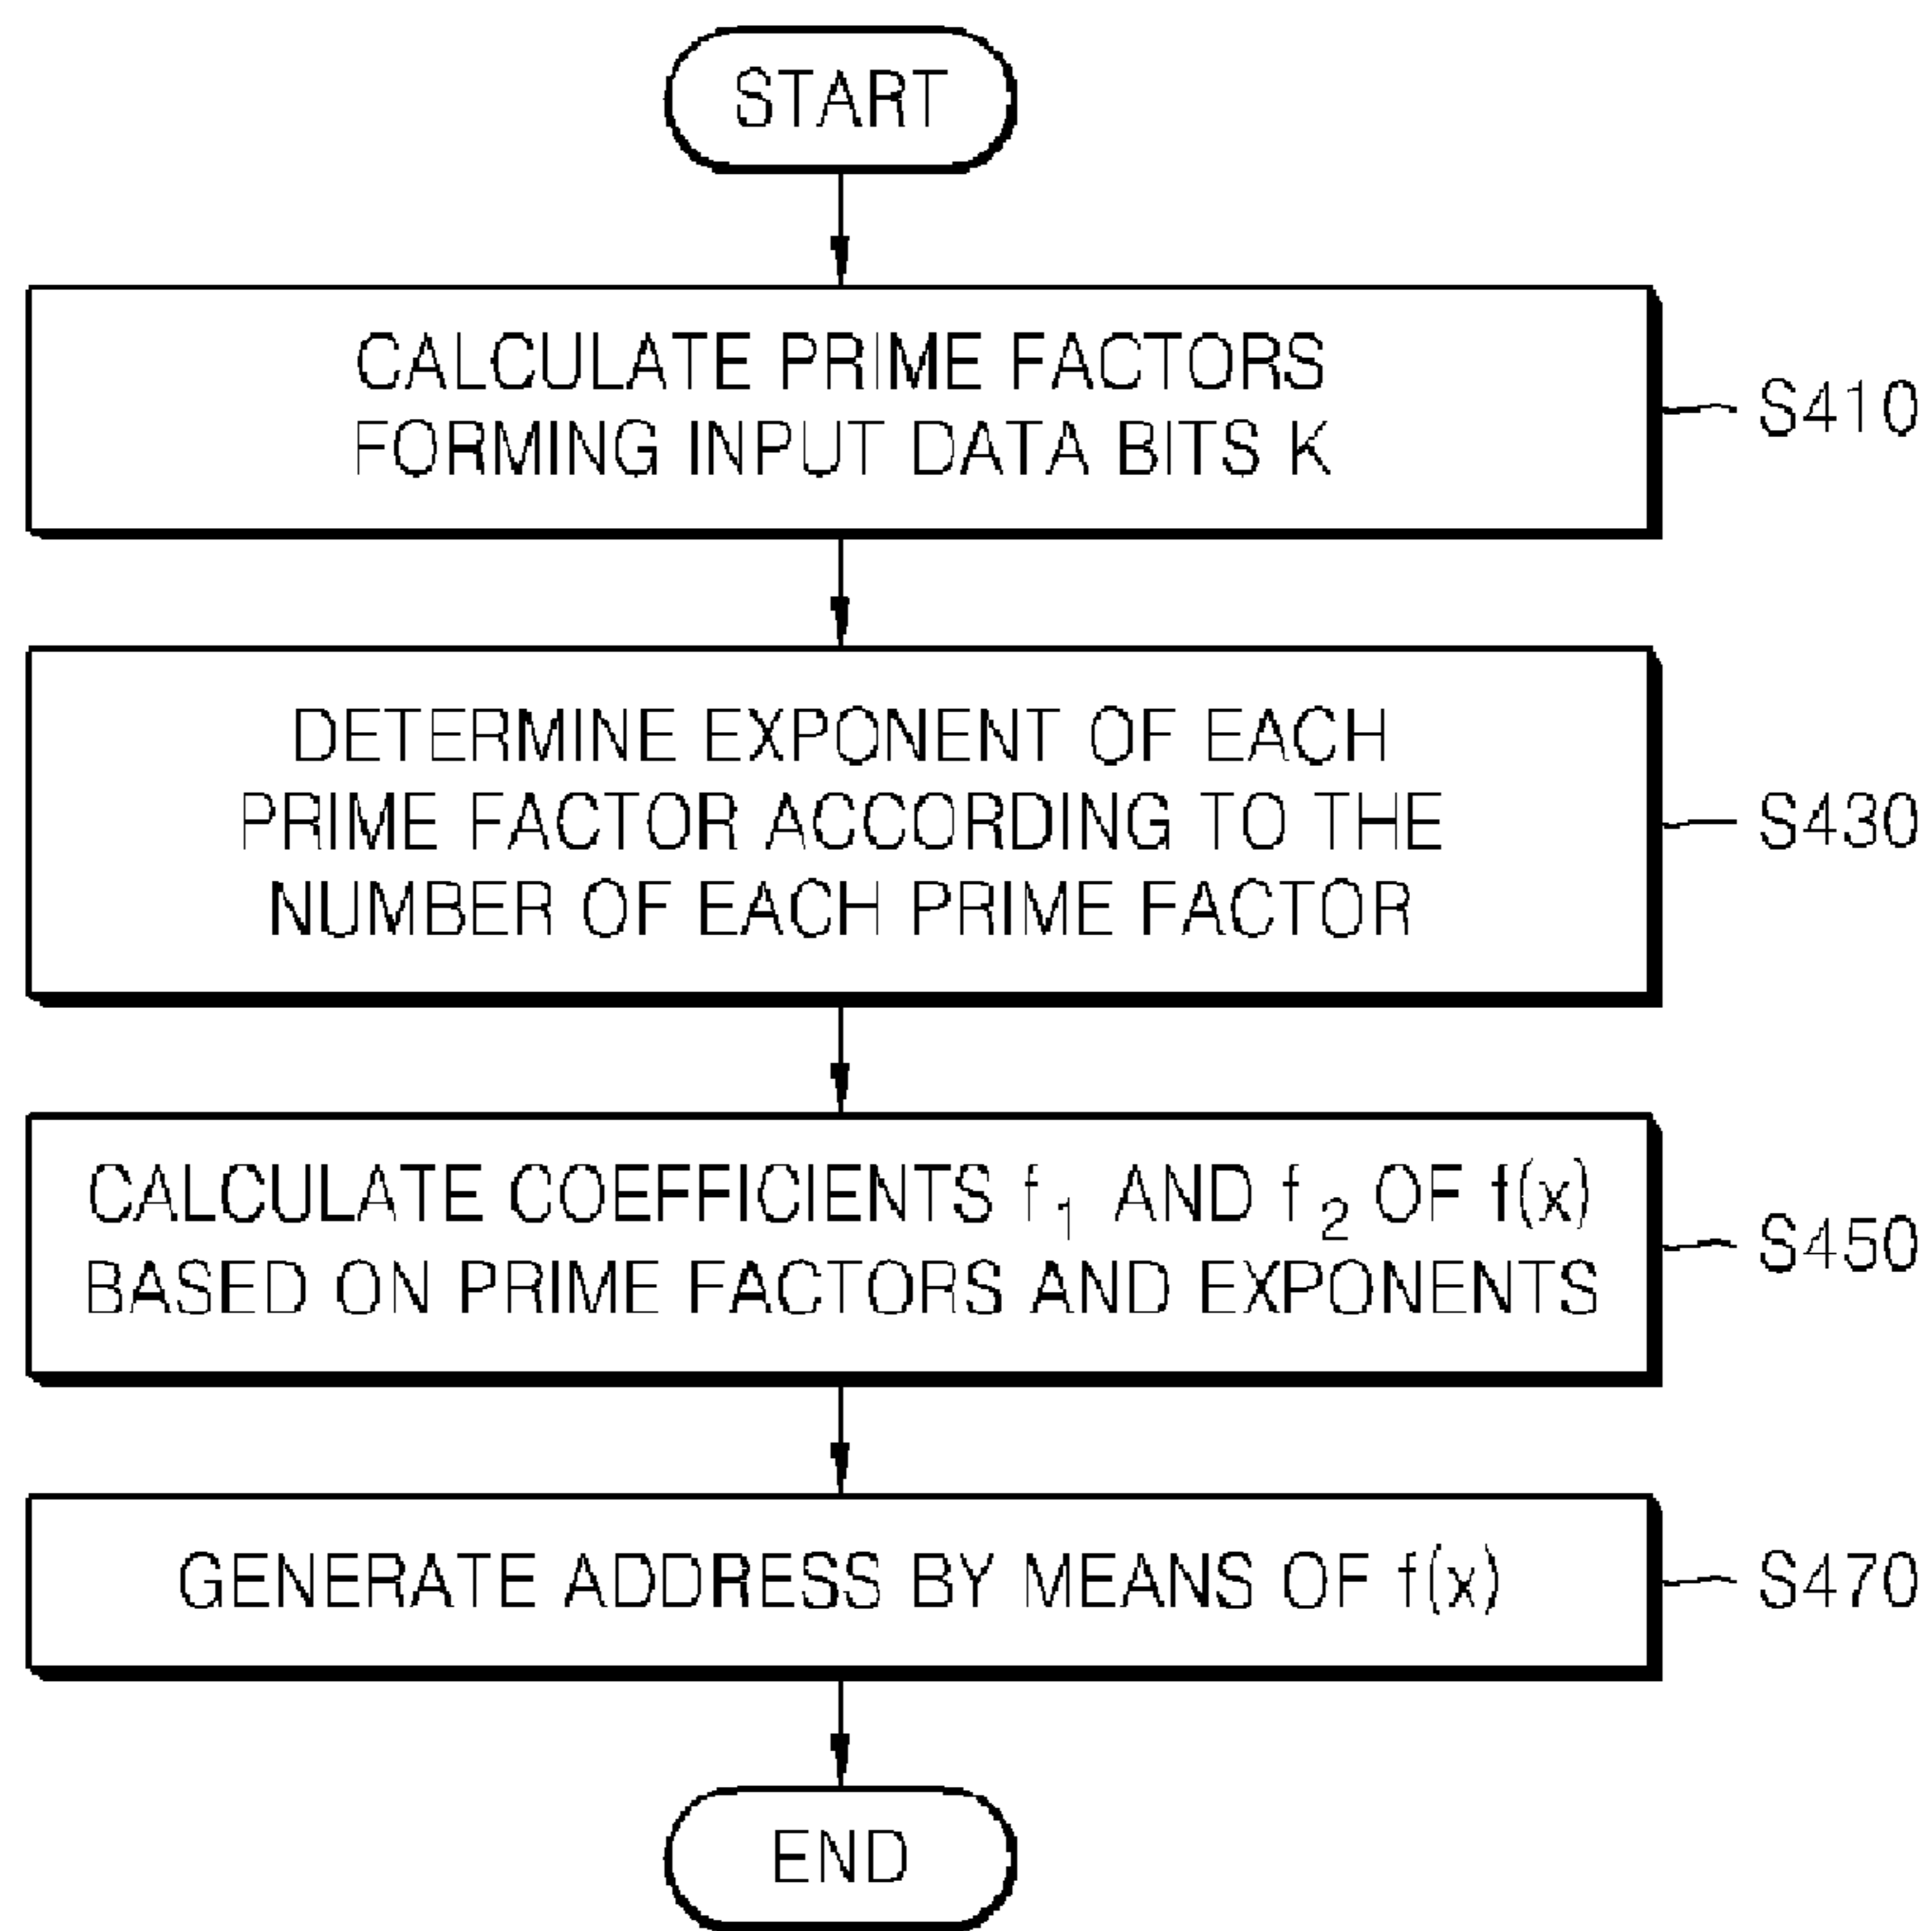 START
CALCULATE PRIME FACTORS
FORMING INPUT DATA BITS K
S410
DETERMINE EXPONENT OF EACH
PRIME FACTOR ACCORDING TO THE
NUMBER OF EACH PRIME FACTOR
S430
CALCULATE COEFFICIENTS f₁ AND f₂ OF f(x)
BASED ON PRIME FACTORS AND EXPONENTS
S450
GENERATE ADDRESS BY MEANS OF f(x)
S470
END